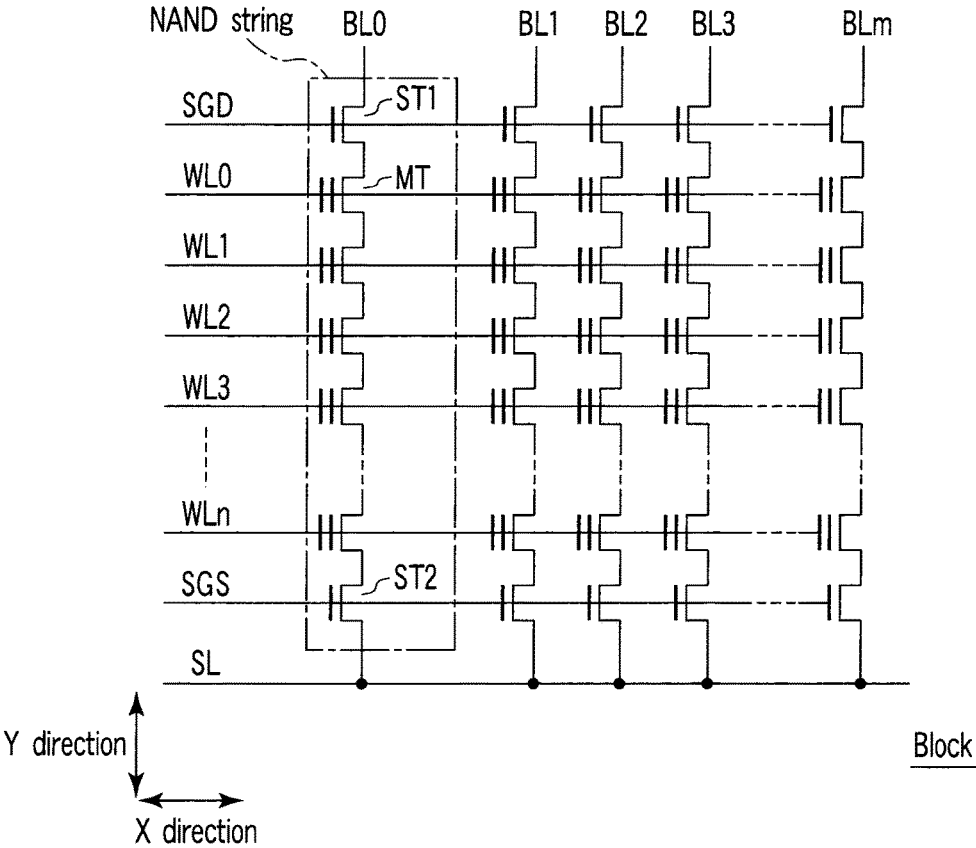 NAND string
BL0 BL1 BL2 BL3 BLm
SGD
ST1
WL0
MT
WL1
WL2
WL3
WLn
SGS
ST2
SL
Y direction
Block
X direction